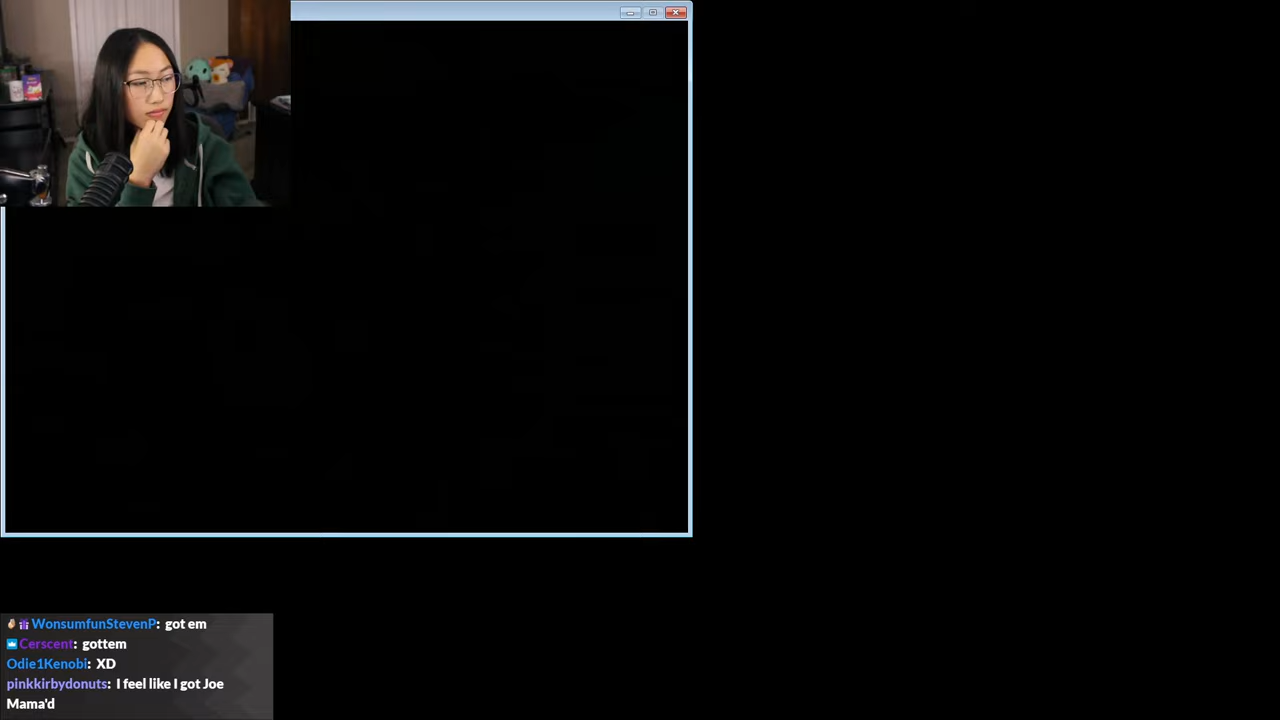 WonsumfunStevenP: got em
Cerscent: gottem
Odie1Kenobi: XD
pinkkirbydonuts: I feel like I got Joe
Mama'd